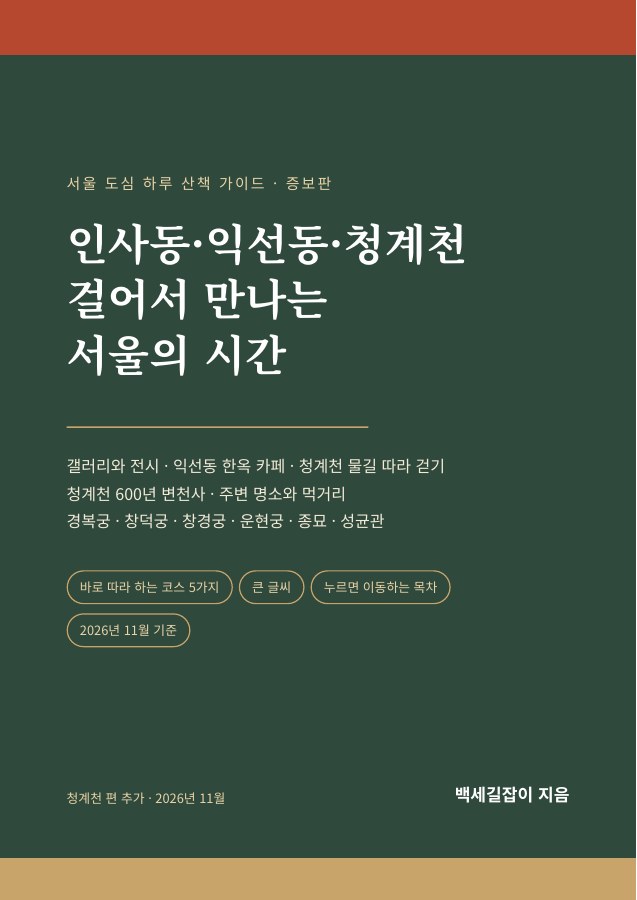 서울 도심 하루 산책 가이드 · 증보판
인사동·익선동·청계천
걸어서 만나는
서울의 시간
갤러리와 전시 · 익선동 한옥 카페 · 청계천 물길 따라 걷기
청계천 600년 변천사 · 주변 명소와 먹거리
경복궁 · 창덕궁 · 창경궁 · 운현궁 · 종묘 · 성균관
바로 따라 하는 코스 5가지 큰 글씨 누르면 이동하는 목차
2026년 11월 기준
청계천 편 추가 · 2026년 11월 백세길잡이 지음